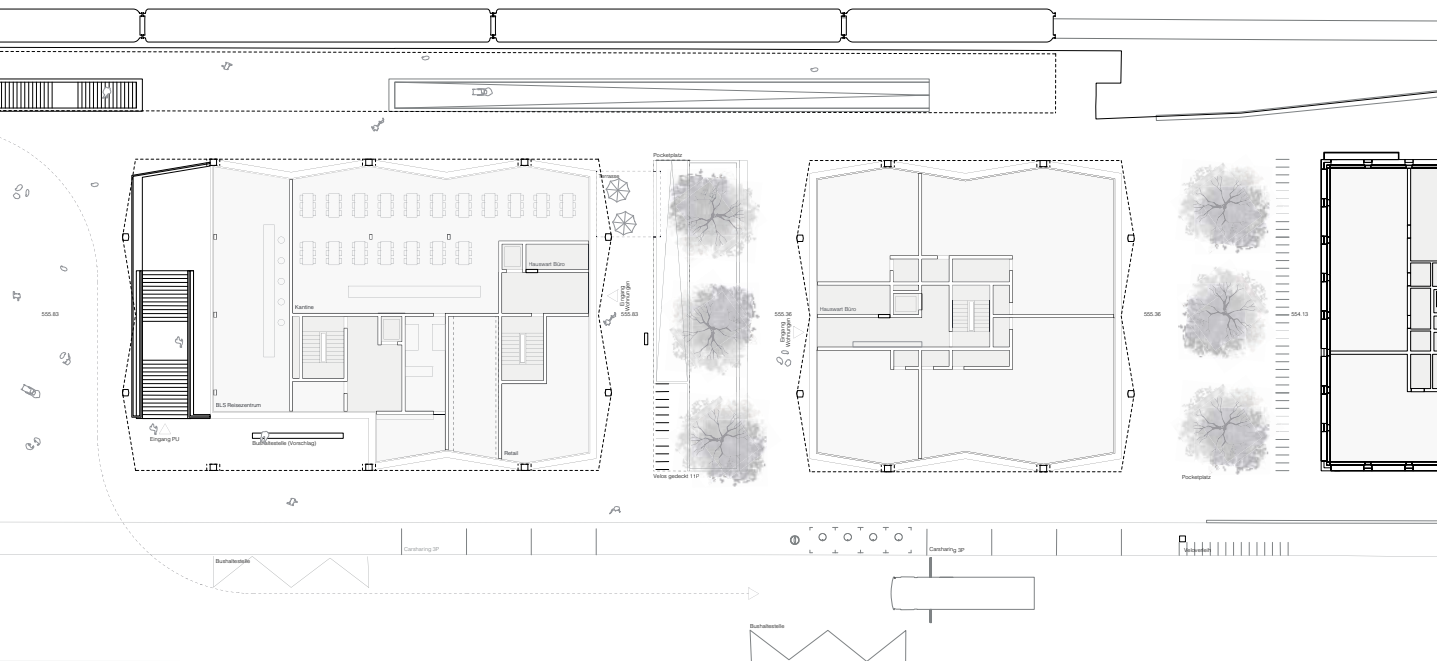 Pocketplatz
Terrasse
Hauswart Büro
Eingang
Wohnungen
Kantine
555.83
555.83
555.36
Eingang
Wohnungen
Hauswart Büro
555.36
554.13
BLS Reisezentrum
Eingang PU
Bushaltestelle (Vorschlag)
Retail
Velos gedeckt 11P
Pocketplatz
Carsharing 3P
Carsharing 3P
Veloverleih
Bushaltestelle
Bushaltestelle